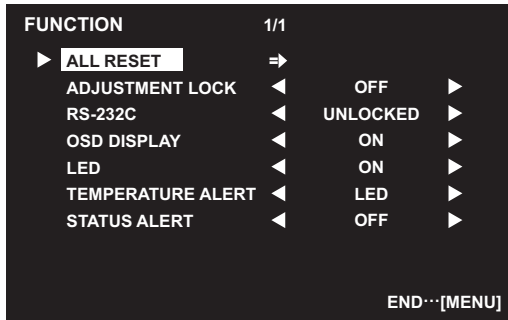 FUNCTION 1/1
ALL RESET
ADJUSTMENT LOCK OFF
RS-232C UNLOCKED
OSD DISPLAY ON
LED ON
TEMPERATURE ALERT LED
STATUS ALERT OFF
END···[MENU]